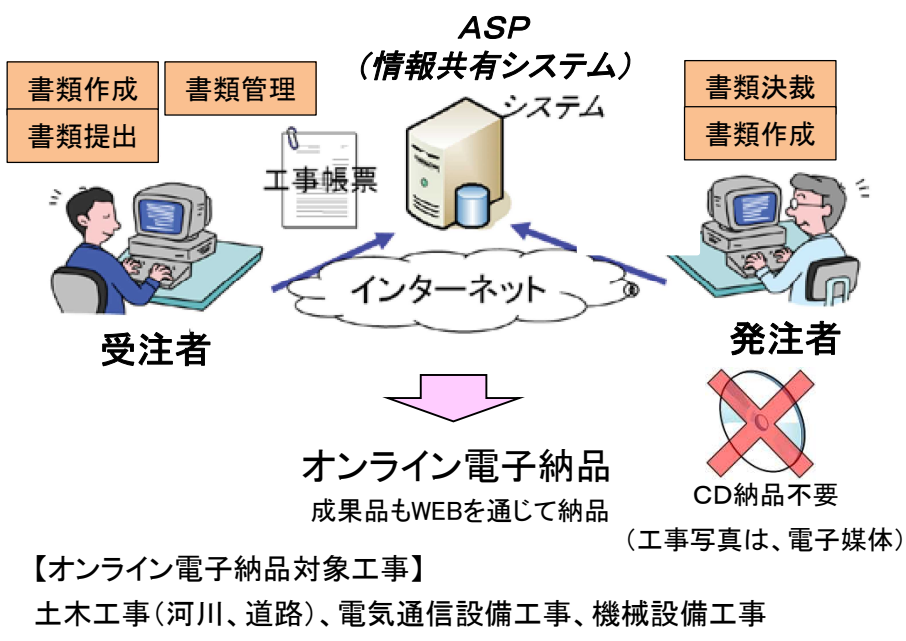 ASP
（情報共有システム）
書類作成
書類提出
書類管理
システム
工事帳票
書類決裁
書類作成
インターネット
受注者
発注者
オンライン電子納品
成果品もWEBを通じて納品
CD納品不要
（工事写真は、電子媒体）
【オンライン電子納品対象工事】
土木工事（河川、道路）、電気通信設備工事、機械設備工事